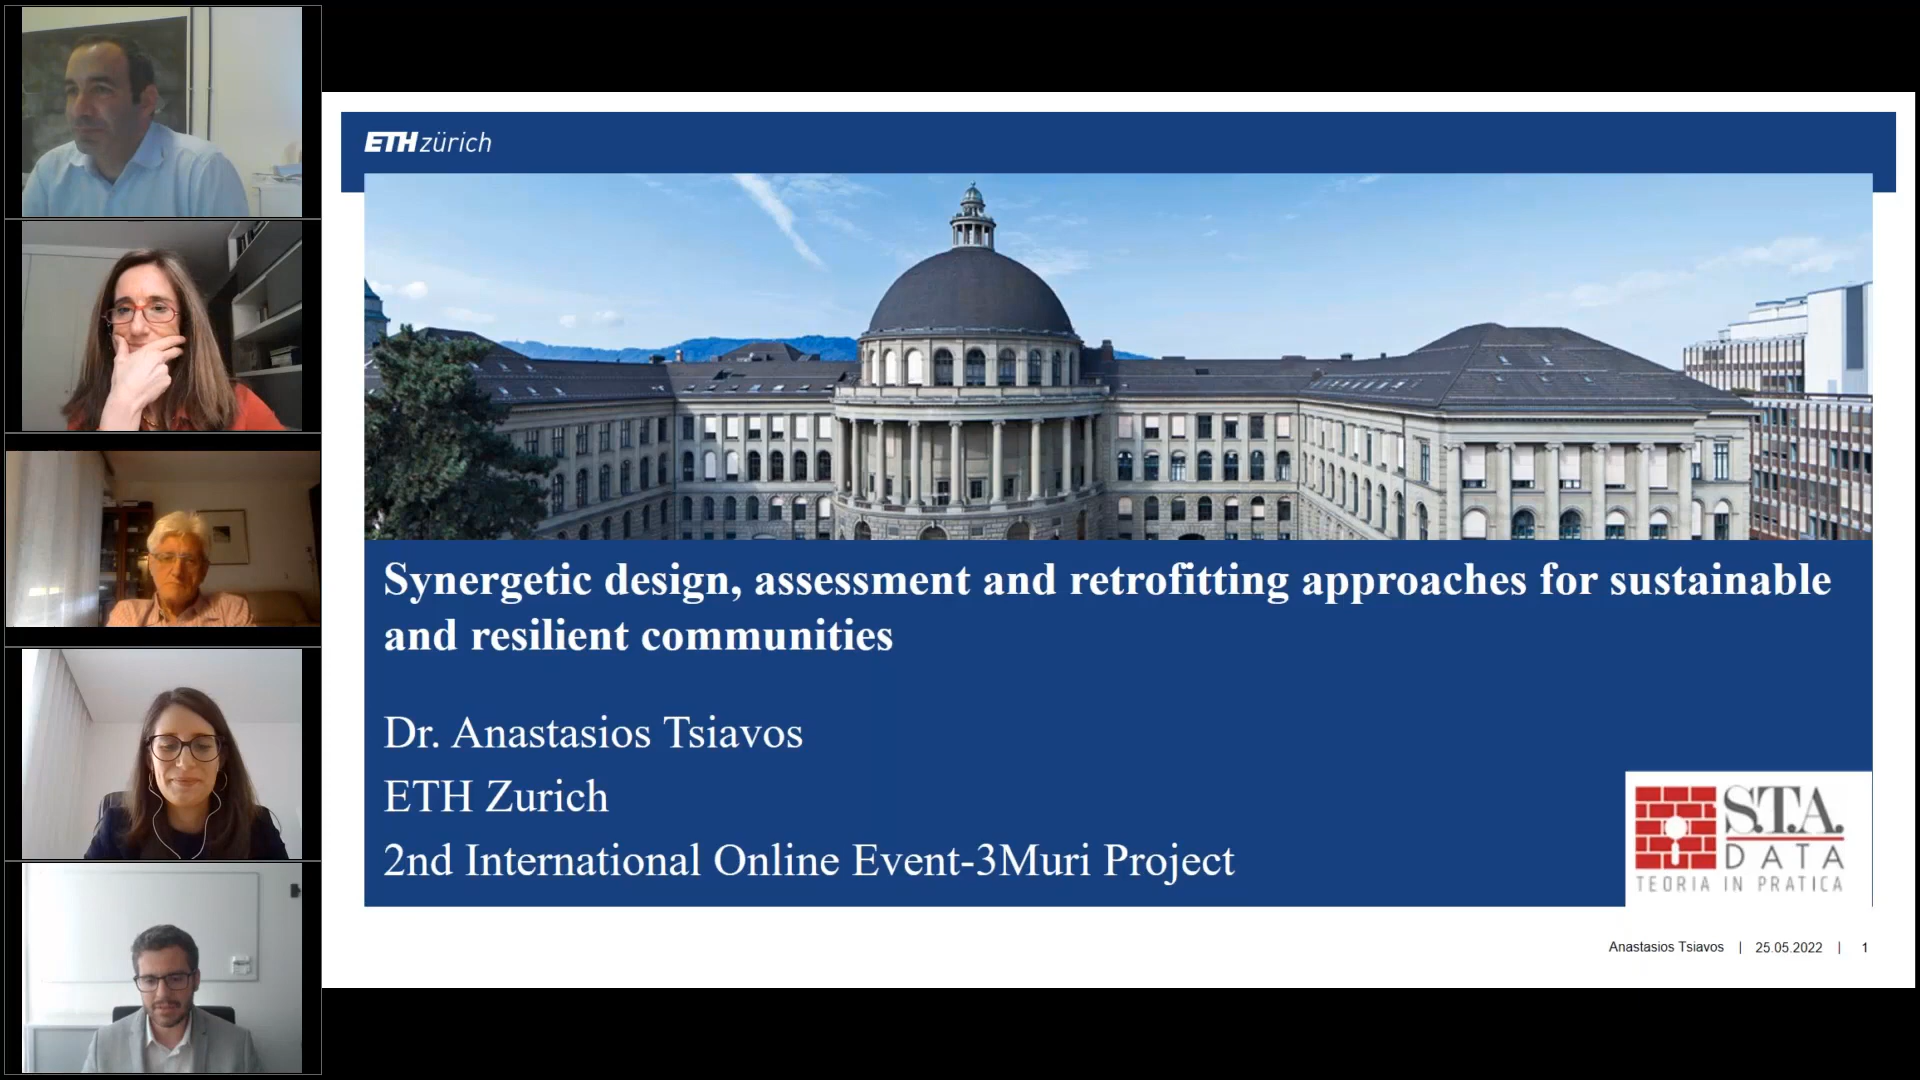 ETH zürich
Synergetic design, assessment and retrofitting approaches for sustainable
and resilient communities
Dr. Anastasios Tsiavos
ETH Zurich
2nd International Online Event-3Muri Project
S.T.A.
DATA
TEORIA IN PRATICA
Anastasios Tsiavos | 25.05.2022 | 1